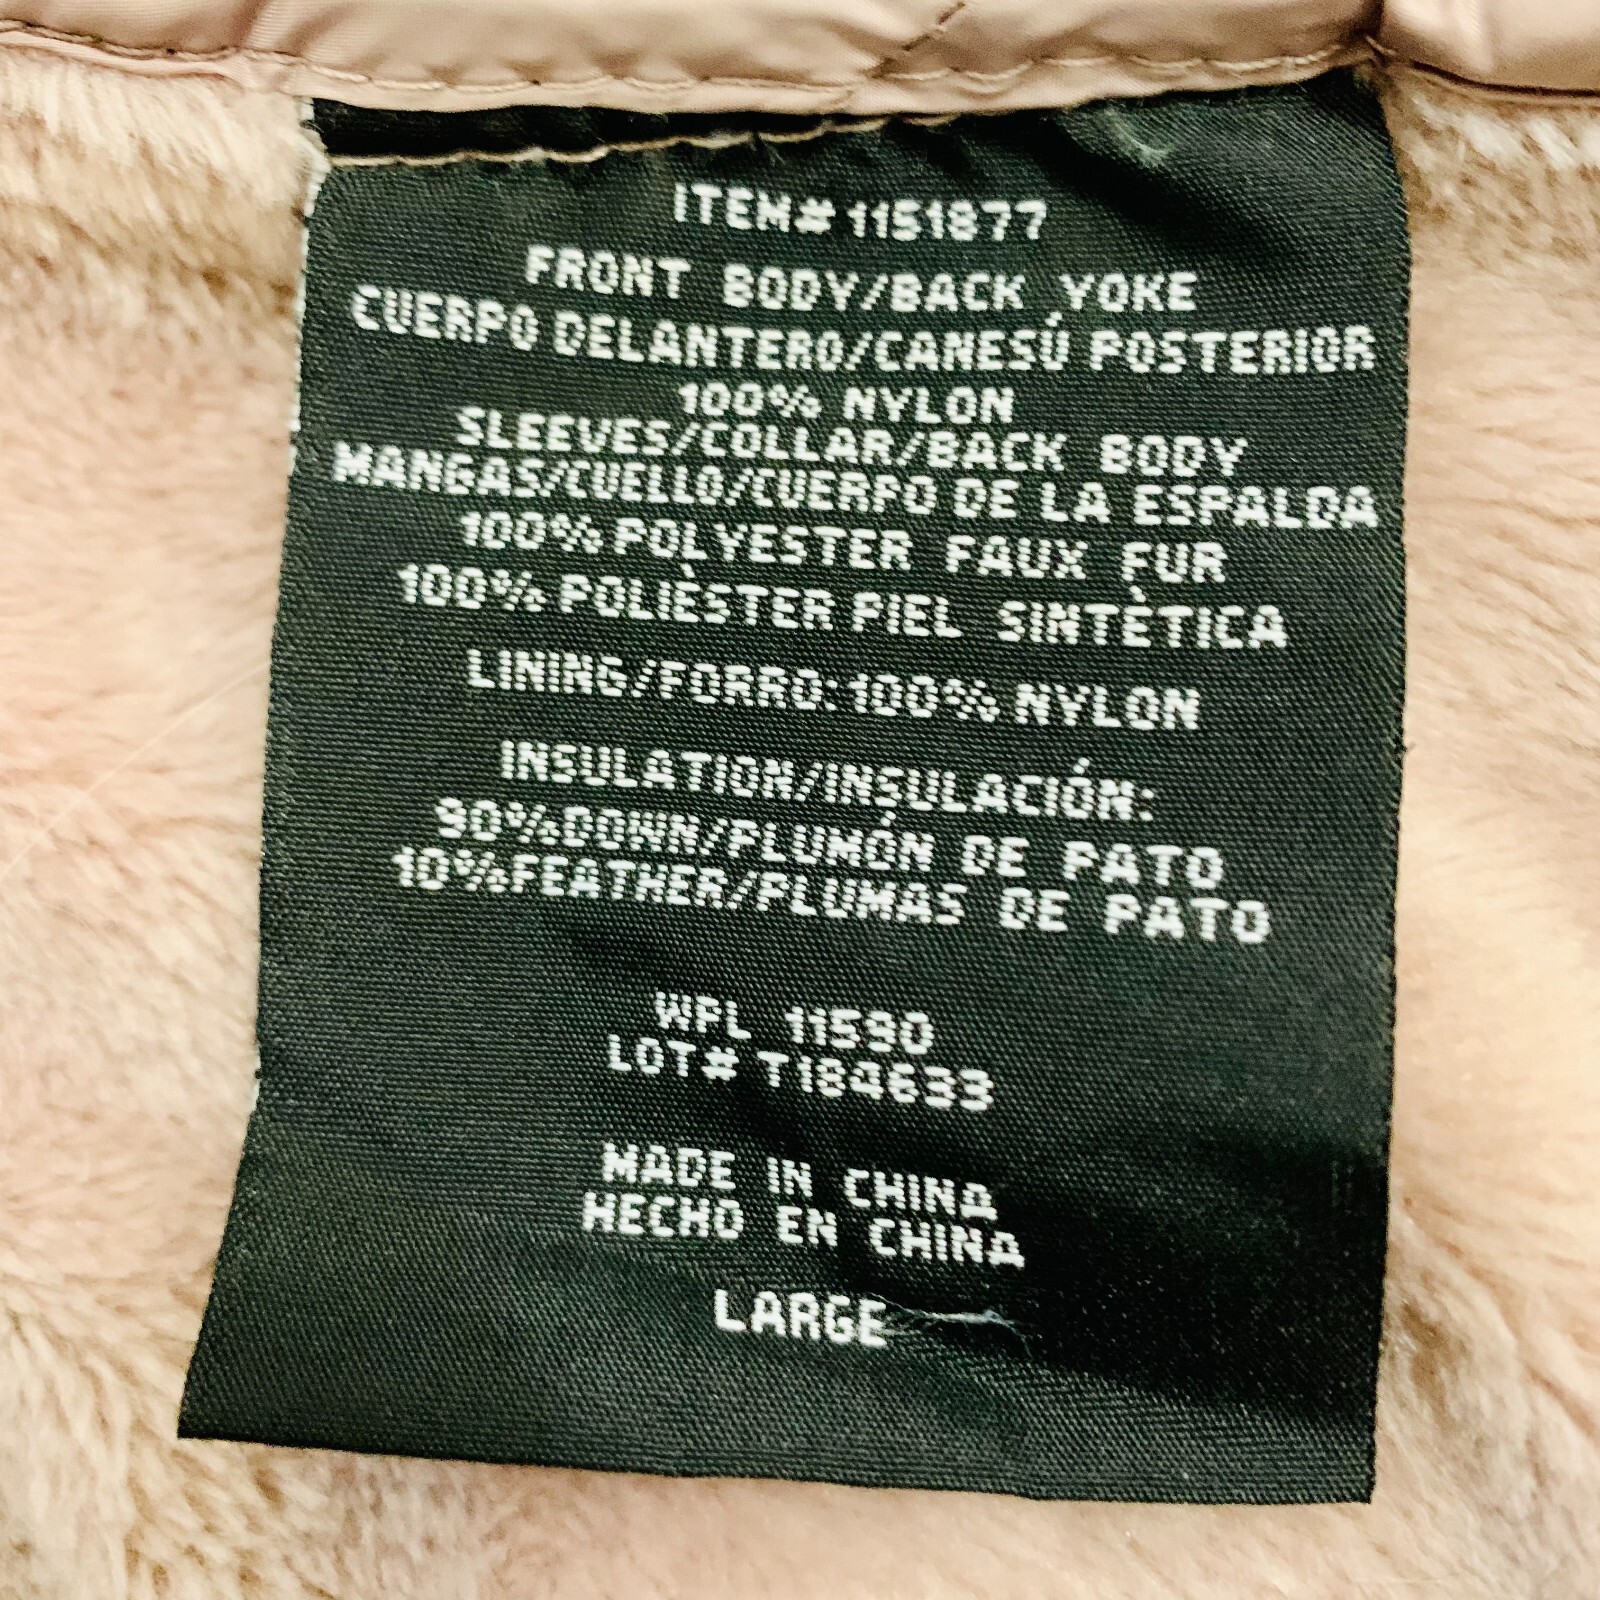 ITEM# 1151877
FRONT BODY/BACK YOKE
CUERPO DELANTERO/CANESÚ POSTERIOR
100% NYLON
SLEEVES/COLLAR/BACK BODY
MANGAS/CUELLO/CUERPO DE LA ESPALDA
100% POLYESTER FAUX FUR
100% POLIÈSTER PIEL SINTÈTICA
LINING/FORRO: 100% NYLON
INSULATION/INSULACIÓN:
90% DOWN/PLUMÓN DE PATO
10% FEATHER/PLUMAS DE PATO
WPL 11590
LOT# T184633
MADE IN CHINA
HECHO EN CHINA
LARGE